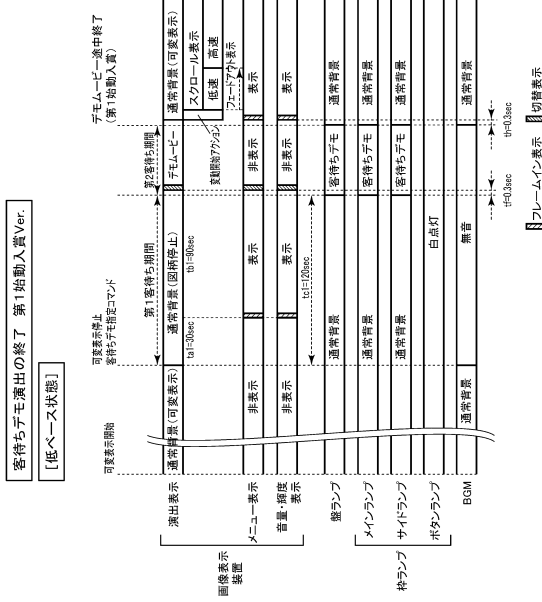 客待ちデモ演出の終了 第1始動入賞Ver.
[低ベース状態]
可変表示開始
可変表示停止
客待ちデモ指定コマンド
デモムービー途中終了
(第1始動入賞)
第1客待ち期間
第2客待ち期間
画像表示
装置
演出表示
通常背景(可変表示)
通常背景(図柄停止)
デモムービー
通常背景(可変表示)
スクロール表示
低速
高速
ta1=30sec
tb1=90sec
変動開始アクション
フェードアウト表示
メニュー表示
非表示
表示
非表示
表示
音量・輝度
表示
非表示
表示
非表示
表示
tc1=120sec
盤ランプ
通常背景
客待ちデモ
通常背景
枠ランプ
メインランプ
通常背景
客待ちデモ
通常背景
サイドランプ
通常背景
客待ちデモ
通常背景
ボタンランプ
白点灯
BGM
通常背景
無音
通常背景
tf=0.3sec
th=0.3sec
フレームイン表示
切替表示